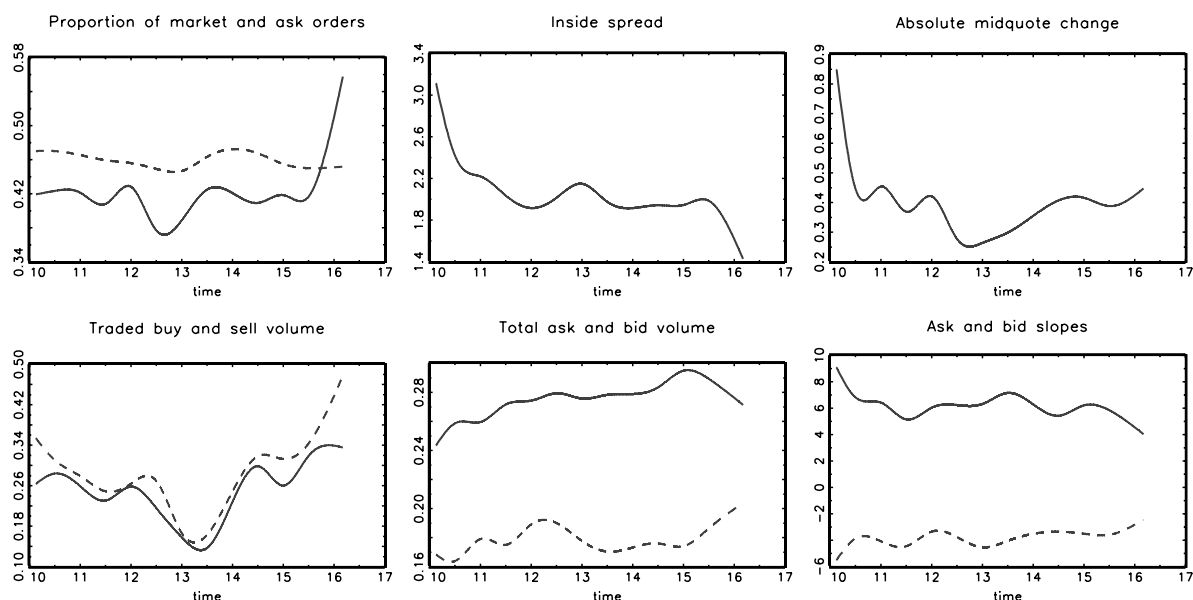 Proportion of market and ask orders
0.58
0.50
0.42
0.34
10 11 12 13 14 15 16 17
time
Inside spread
3.4
3.0
2.6
2.2
1.8
1.4
10 11 12 13 14 15 16 17
time
Absolute midquote change
0.9
0.8
0.7
0.6
0.5
0.4
0.3
0.2
10 11 12 13 14 15 16 17
time
Traded buy and sell volume
0.50
0.42
0.34
0.26
0.18
0.10
10 11 12 13 14 15 16 17
time
Total ask and bid volume
0.28
0.24
0.20
0.16
10 11 12 13 14 15 16 17
time
Ask and bid slopes
10
8
6
4
2
0
−2
−6
10 11 12 13 14 15 16 17
time